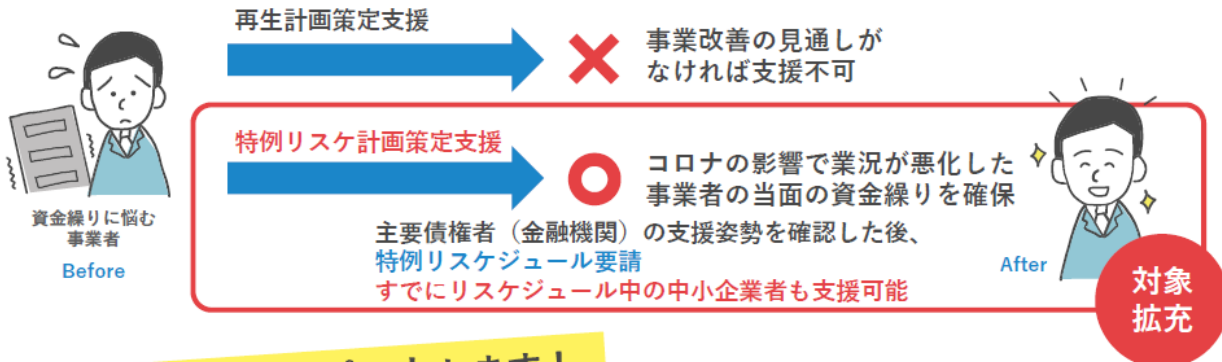 再生計画策定支援
事業改善の見通しが
なければ支援不可
特例リスケ計画策定支援
コロナの影響で業況が悪化した
事業者の当面の資金繰りを確保
資金繰りに悩む
事業者
Before
主要債権者（金融機関）の支援姿勢を確認した後、
特例リスケジュール要請
すでにリスケジュール中の中小企業者も支援可能
After
対象
拡充